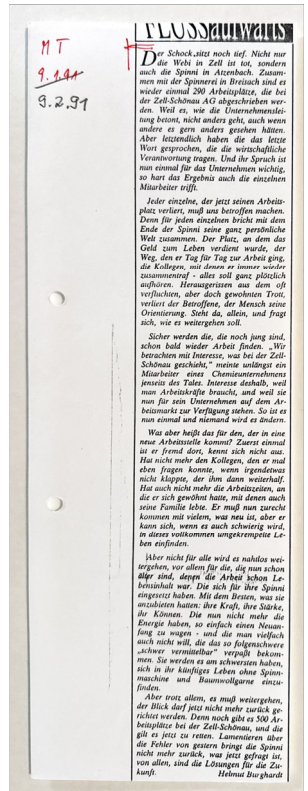 FLUSSaufwärts
MT
9.1.91
9.2.91
Der Schock sitzt noch tief. Nicht nur
die Webi in Zell ist tot, sondern
auch die Spinni in Atzenbach. Zusam-
men mit der Spinnerei in Breisach sind es
wieder einmal 290 Arbeitsplätze, die bei
der Zell-Schönau AG abgeschrieben wer-
den. Weil es, wie die Unternehmenslei-
tung betont, nicht anders geht, auch wenn
andere es gern anders gesehen hätten.
Aber letztendlich haben die das letzte
Wort gesprochen, die die wirtschaftliche
Verantwortung tragen. Und ihr Spruch ist
nun einmal für das Unternehmen wichtig,
so hart das Ergebnis auch die einzelnen
Mitarbeiter trifft.
Jeder einzelne, der jetzt seinen Arbeits-
platz verliert, muß uns betroffen machen.
Denn für jeden einzelnen bricht mit dem
Ende der Spinni seine ganz persönliche
Welt zusammen. Der Platz, an dem das
Geld zum Leben verdient wurde, der
Weg, den er Tag für Tag zur Arbeit ging,
die Kollegen, mit denen er immer wieder
zusammentraf - alles soll ganz plötzlich
aufhören. Herausgerissen aus dem oft
verfluchten, aber doch gewohnten Trott,
verliert der Betroffene, der Mensch seine
Orientierung. Steht da, allein, und fragt
sich, wie es weitergehen soll.
Sicher werden die, die noch jung sind,
schon bald wieder Arbeit finden. „Wir
betrachten mit Interesse, was bei der Zell-
Schönau geschieht," meinte unlängst ein
Mitarbeiter eines Chemieunternehmens
jenseits des Tales. Interesse deshalb, weil
man Arbeitskräfte braucht, und weil sie
nun für sein Unternehmen auf dem Ar-
beitsmarkt zur Verfügung stehen. So ist es
nun einmal und niemand wird es ändern.
Was aber heißt das für den, der in eine
neue Arbeitsstelle kommt? Zuerst einmal
ist er fremd dort, kennt sich nicht aus.
Hat nicht mehr den Kollegen, den er mal
eben fragen konnte, wenn irgendetwas
nicht klappte, der ihm dann weiterhalf.
Hat auch nicht mehr die Arbeitszeiten, an
die er sich gewöhnt hatte, mit denen auch
seine Familie lebte. Er muß nun zurecht
kommen mit vielem, was neu ist, aber er
kann sich, wenn es auch schwierig wird,
in dieses vollkommen umgekrempelte Le-
ben einfinden.
Aber nicht für alle wird es nahtlos wei-
tergehen, vor allem für die, die nun schon
älter sind, denen die Arbeit schon Le-
bensinhalt war. Die sich für ihre Spinni
eingesetzt haben. Mit dem Besten, was sie
anzubieten hatten: ihre Kraft, ihre Stärke,
ihr Können. Die nun nicht mehr die
Energie haben, so einfach einen Neuan-
fang zu wagen - und die man vielfach
auch nicht will, die das so folgenschwere
„schwer vermittelbar" verpaßt bekom-
men. Sie werden es am schwersten haben,
sich in ihr künftiges Leben ohne Spinn-
maschine und Baumwollgarne einzu-
finden.
Aber trotz allem, es muß weitergehen,
der Blick darf jetzt nicht mehr zurück ge-
richtet werden. Denn noch gibt es 500 Ar-
beitsplätze bei der Zell-Schönau, und die
gilt es jetzt zu retten. Lamentieren über
die Fehler von gestern bringt die Spinni
nicht mehr zurück, was jetzt gefragt ist,
von allen, sind die Lösungen für die Zu-
kunft. Helmut Burghardt